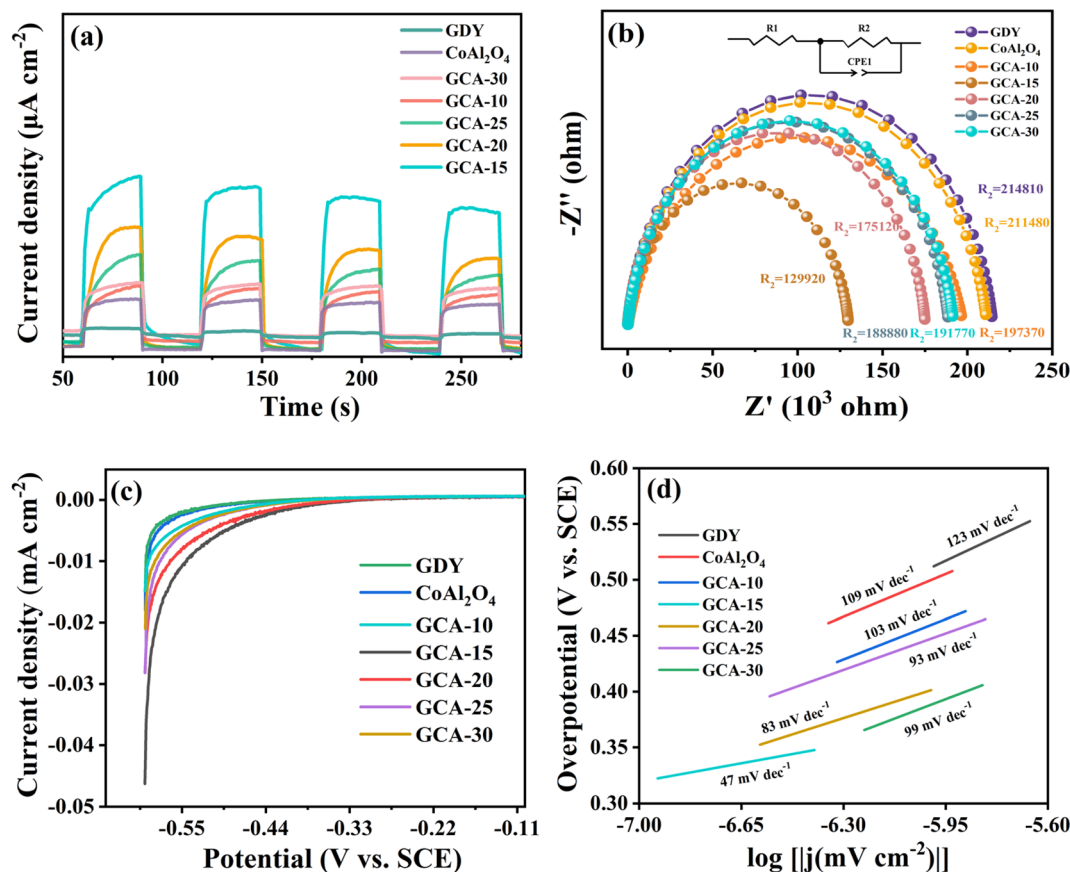 (a)
GDY
CoAl₂O₄
GCA-30
GCA-10
GCA-25
GCA-20
GCA-15
Current density (μA cm⁻²)
50 100 150 200 250
Time (s)
(b)
R1 R2
CPE1
GDY
CoAl₂O₄
GCA-10
GCA-15
GCA-20
GCA-25
GCA-30
-Z'' (ohm)
R₂=214810
R₂=175120
R₂=211480
R₂=129920
R₂=188880 R₂=191770 R₂=197370
0 50 100 150 200 250
Z' (10³ ohm)
(c)
0.00
-0.01
-0.02
-0.03
-0.04
-0.05
Current density (mA cm⁻²)
GDY
CoAl₂O₄
GCA-10
GCA-15
GCA-20
GCA-25
GCA-30
-0.55 -0.44 -0.33 -0.22 -0.11
Potential (V vs. SCE)
(d)
0.60
0.55
0.50
0.45
0.40
0.35
0.30
Overpotential (V vs. SCE)
GDY
CoAl₂O₄
GCA-10
GCA-15
GCA-20
GCA-25
GCA-30
123 mV dec⁻¹
109 mV dec⁻¹
103 mV dec⁻¹
93 mV dec⁻¹
83 mV dec⁻¹
99 mV dec⁻¹
47 mV dec⁻¹
-7.00 -6.65 -6.30 -5.95 -5.60
log [|j(mV cm⁻²)|]